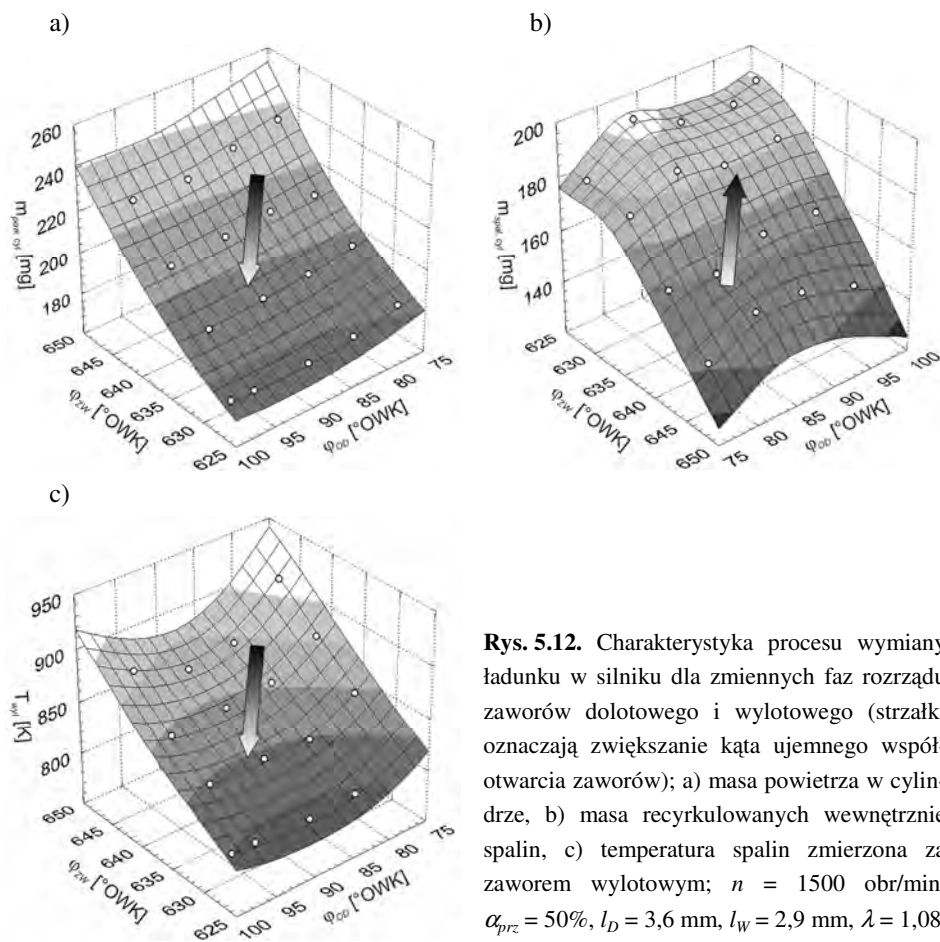 a)
b)
260
240
220
200
180
m_powt. cyl [mg]
650
645
640
635
630
625
φ_ZW [°OWK]
100
95
90
85
80
75
φ_OD [°OWK]
200
180
160
140
m_spal. cyl [mg]
625
630
635
640
645
650
φ_ZW [°OWK]
75
80
85
90
95
100
φ_OD [°OWK]
c)
950
900
850
800
T_wyl [K]
650
645
640
635
630
625
φ_ZW [°OWK]
100
95
90
85
80
75
φ_OD [°OWK]
Rys. 5.12. Charakterystyka procesu wymiany
ładunku w silniku dla zmiennych faz rozrządu
zaworów dolotowego i wylotowego (strzałk
oznaczają zwiększanie kąta ujemnego współ-
otwarcia zaworów); a) masa powietrza w cylin-
drze, b) masa recyrkulowanych wewnętrznie
spalin, c) temperatura spalin zmierzona za
zaworem wylotowym; n = 1500 obr/min
α_prz = 50%, l_D = 3,6 mm, l_W = 2,9 mm, λ = 1,08